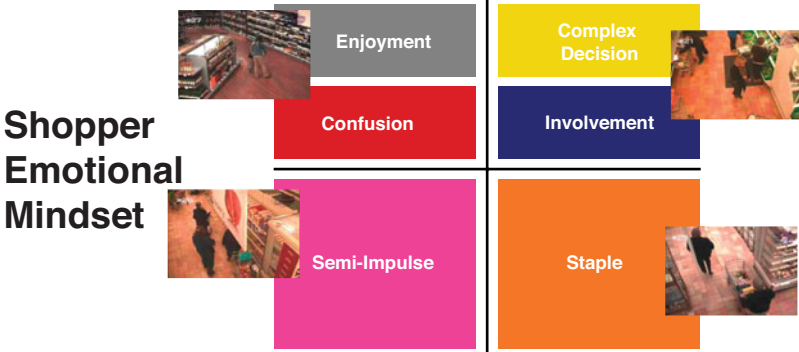 Shopper
Emotional
Mindset
Enjoyment
Complex
Decision
Confusion
Involvement
Semi-Impulse
Staple